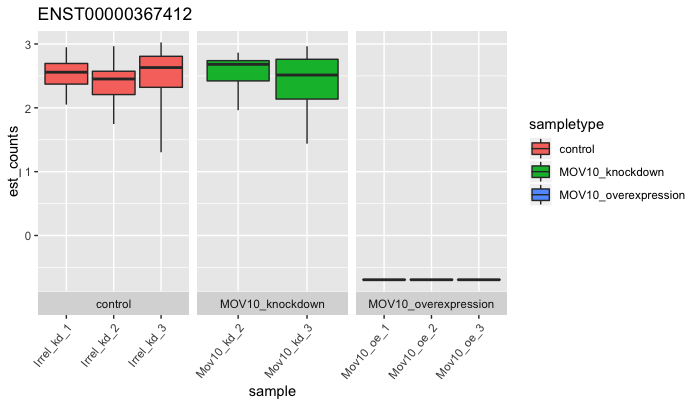 ENST00000367412
est_counts
3
2
1
0
control
MOV10_knockdown
MOV10_overexpression
Irrel_kd_1
Irrel_kd_2
Irrel_kd_3
Mov10_kd_2
Mov10_kd_3
Mov10_oe_1
Mov10_oe_2
Mov10_oe_3
sample
sampletype
control
MOV10_knockdown
MOV10_overexpression